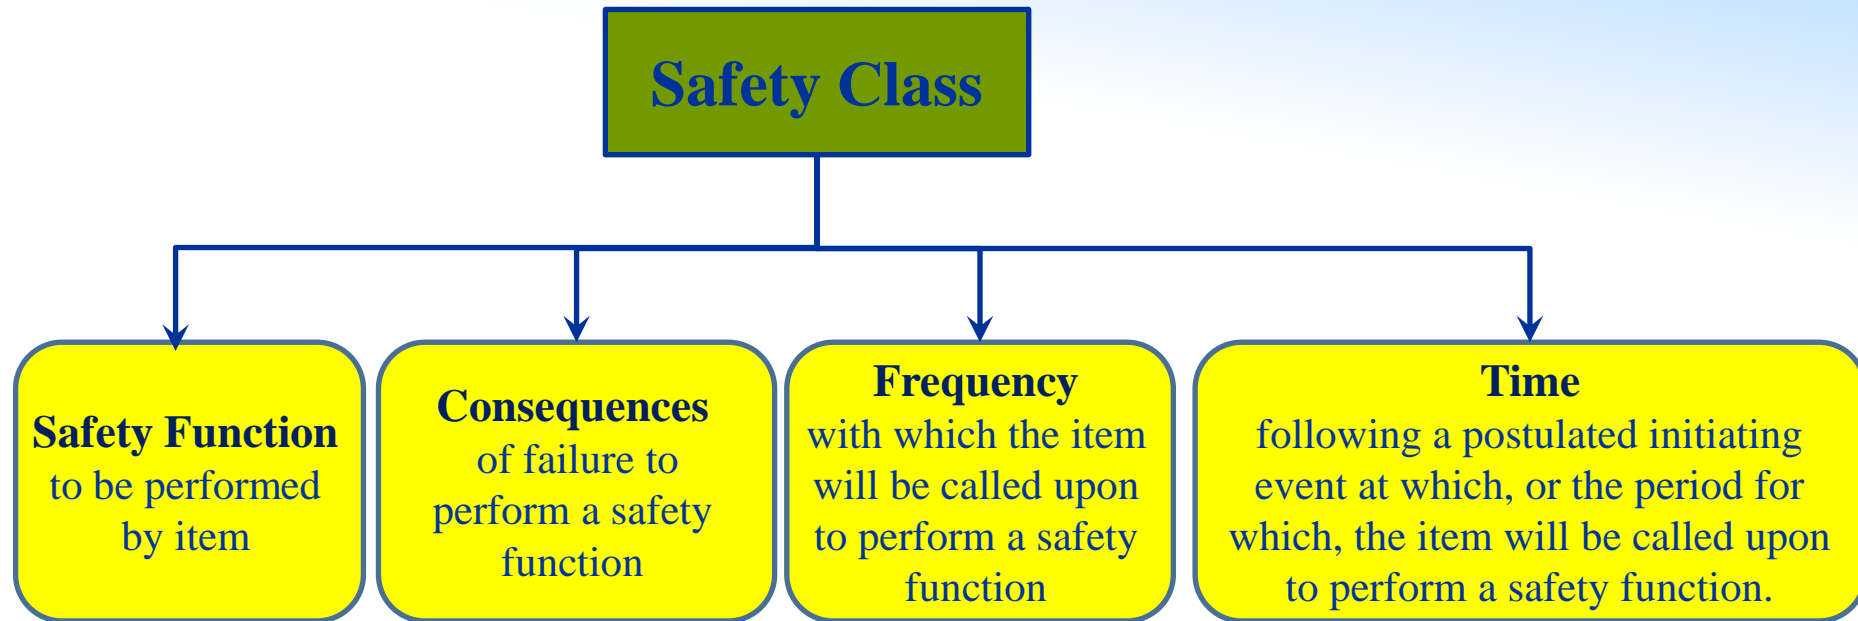 Safety Class
Safety Function
to be performed
by item
Consequences
of failure to
perform a safety
function
Frequency
with which the item
will be called upon
to perform a safety
function
Time
following a postulated initiating
event at which, or the period for
which, the item will be called upon
to perform a safety function.